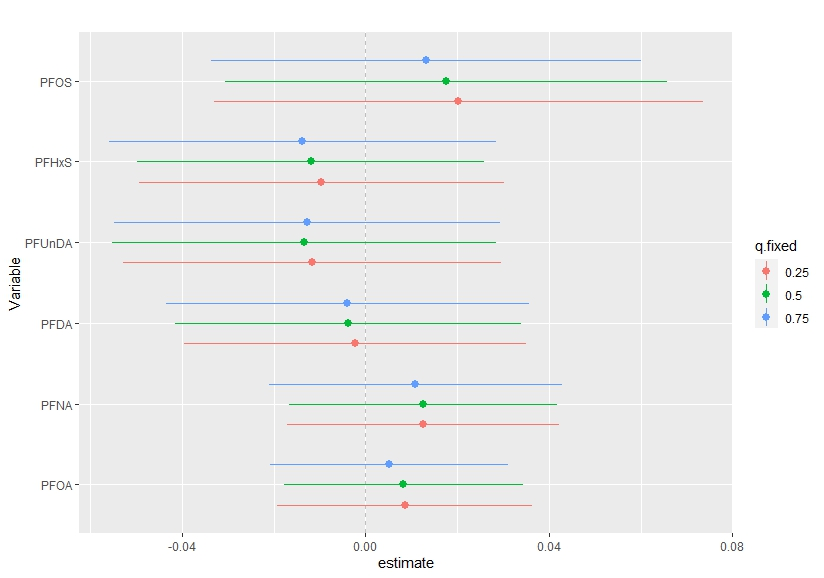 PFOS
PFHxS
PFUnDA
PFDA
PFNA
PFOA
Variable
-0.04
0.00
0.04
0.08
estimate
q.fixed
0.25
0.5
0.75